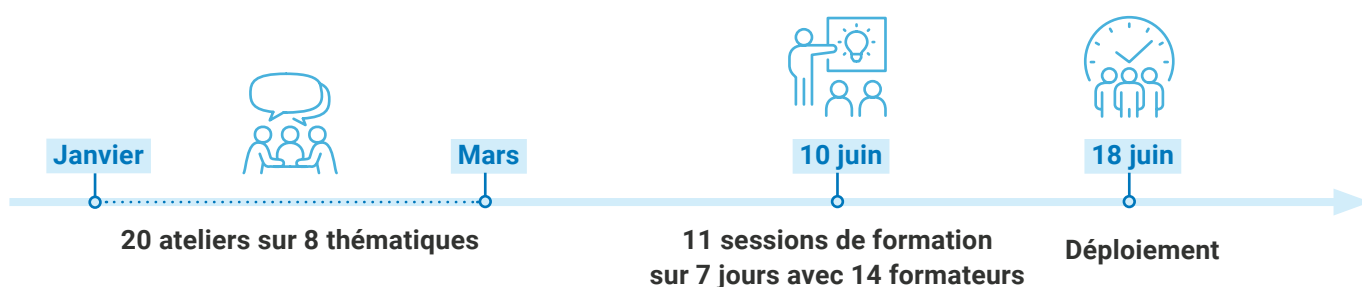 Janvier
Mars
10 juin
18 juin
20 ateliers sur 8 thématiques
11 sessions de formation
sur 7 jours avec 14 formateurs
Déploiement